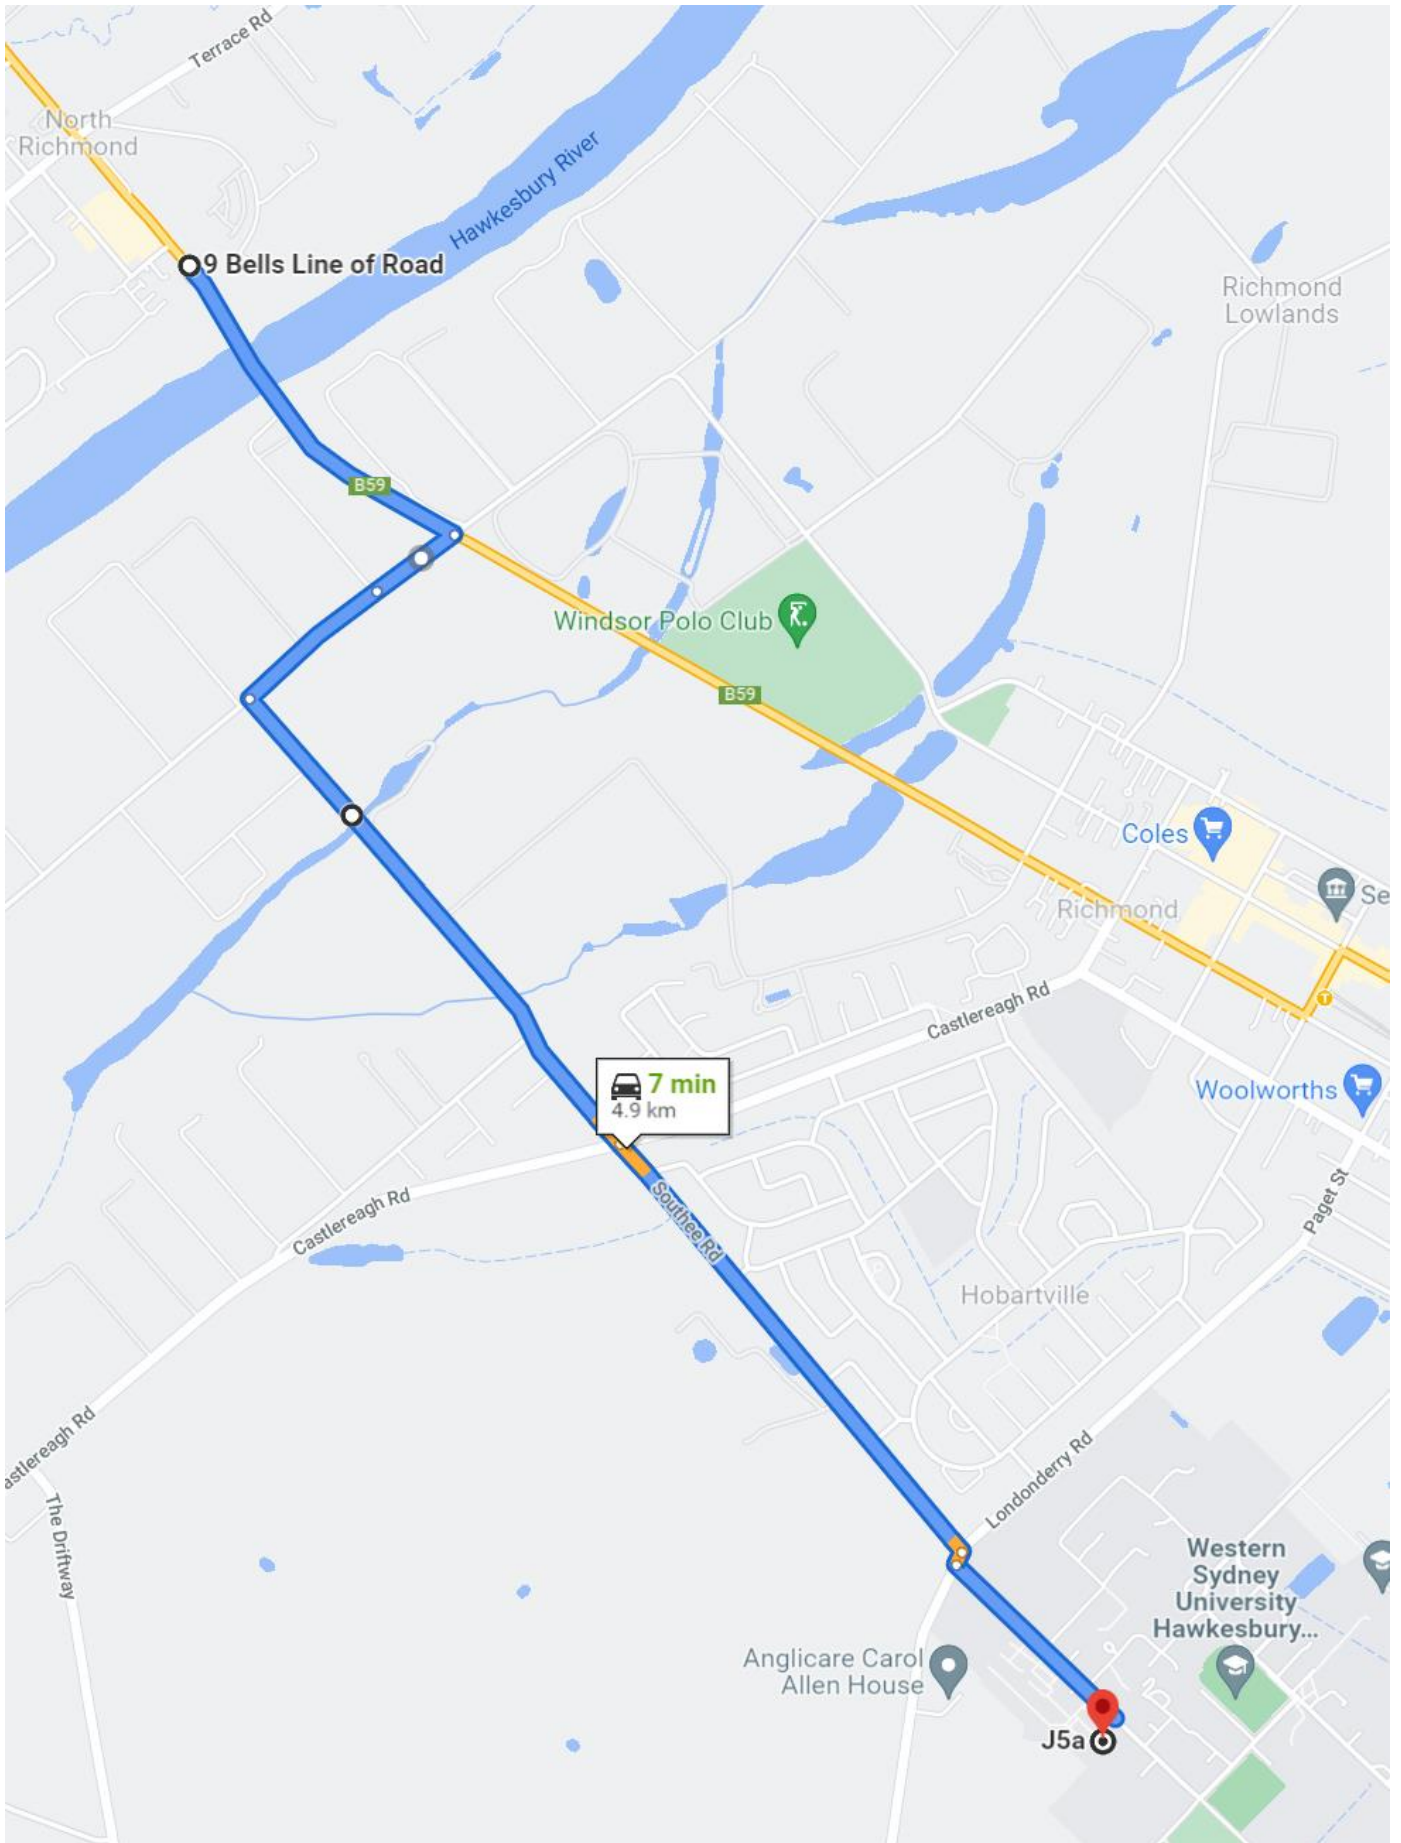 Terrace Rd
North
Richmond
Hawkesbury River
9 Bells Line of Road
Richmond
Lowlands
B59
Windsor Polo Club
B59
Coles
Se
Richmond
Castlereagh Rd
7 min
4.9 km
Woolworths
Castlereagh Rd
Southee Rd
Paget St
Hobartville
astlereagh Rd
Londonderry Rd
The Driftway
Western
Sydney
University
Hawkesbury...
Anglicare Carol
Allen House
J5a
T